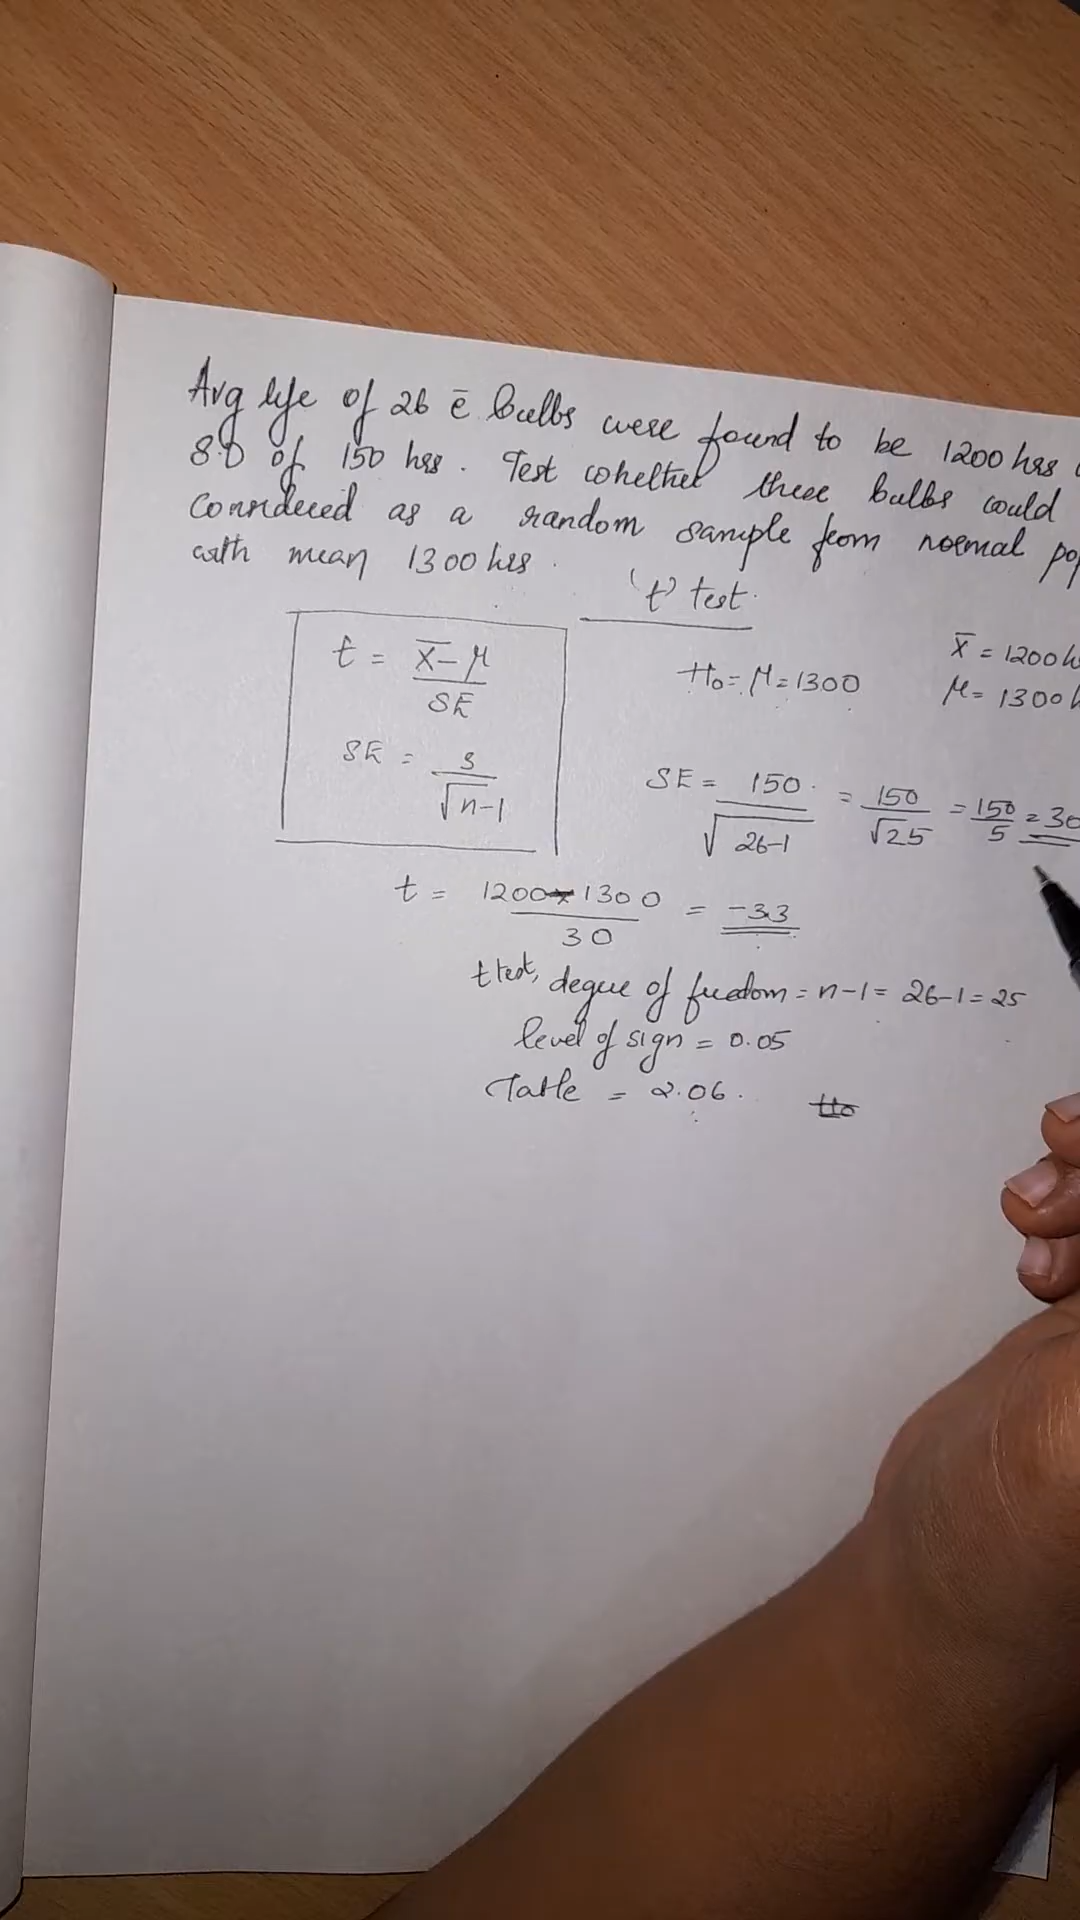 Avg life of 26 ē bulbs were found to be 1200 hrs
S.D of 150 hrs. Test whether these bulbs could
Considered as a random sample from normal pop
with mean 1300 hrs.
't' test.
t = X̄ - μ / SE
SE = s / √n-1
H₀ = μ = 1300
X̄ = 1200 h
μ = 1300 h
SE = 150 / √26-1 = 150 / √25 = 150 / 5 = 30
t = 1200 - 1300 / 30 = -3.3
t test, degree of freedom = n-1 = 26-1 = 25
level of sign = 0.05
Table = 2.06.